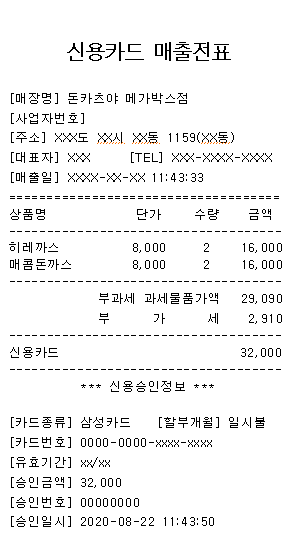 신용카드 매출전표
[매장명] 돈카츠야 메가박스점
[사업자번호]
[주소] XXX도 XX시 XX동 1159(XX동)
[대표자] XXX [TEL] XXX-XXXX-XXXX
[매출일] XXXX-XX-XX 11:43:33
=====================================
상품명 단가 수량 금액
-------------------------------------
히레까스 8,000 2 16,000
매콤돈까스 8,000 2 16,000
-------------------------------------
부과세 과세물품가액 29,090
부 가 세 2,910
-------------------------------------
신용카드 32,000
-------------------------------------
*** 신용승인정보 ***
[카드종류] 삼성카드 [할부개월] 일시불
[카드번호] 0000-0000-xxxx-xxxx
[유효기간] xx/xx
[승인금액] 32,000
[승인번호] 00000000
[승인일시] 2020-08-22 11:43:50